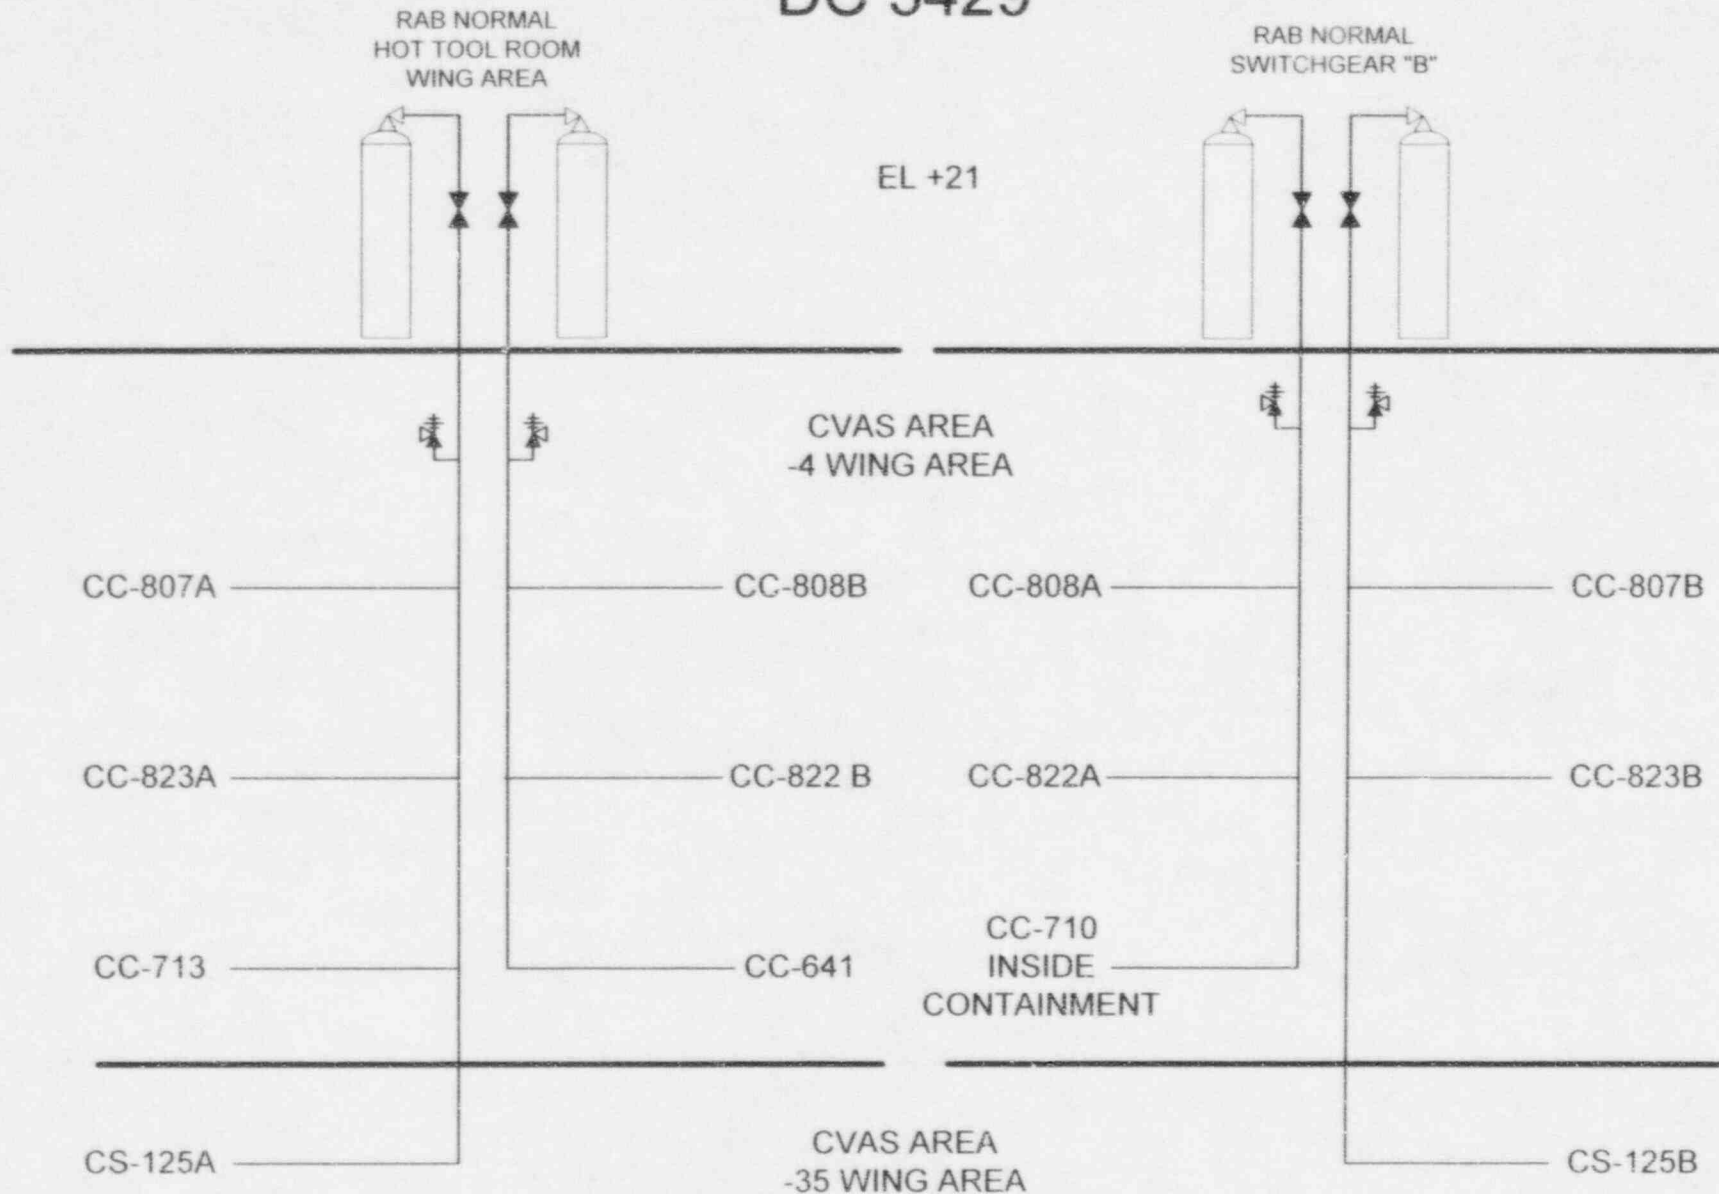 DC 3429
RAB NORMAL
HOT TOOL ROOM
WING AREA
RAB NORMAL
SWITCHGEAR "B"
EL +21
CVAS AREA
-4 WING AREA
CC-807A
CC-808B
CC-808A
CC-807B
CC-823A
CC-822 B
CC-822A
CC-823B
CC-713
CC-641
CC-710
INSIDE
CONTAINMENT
CS-125A
CVAS AREA
-35 WING AREA
CS-125B